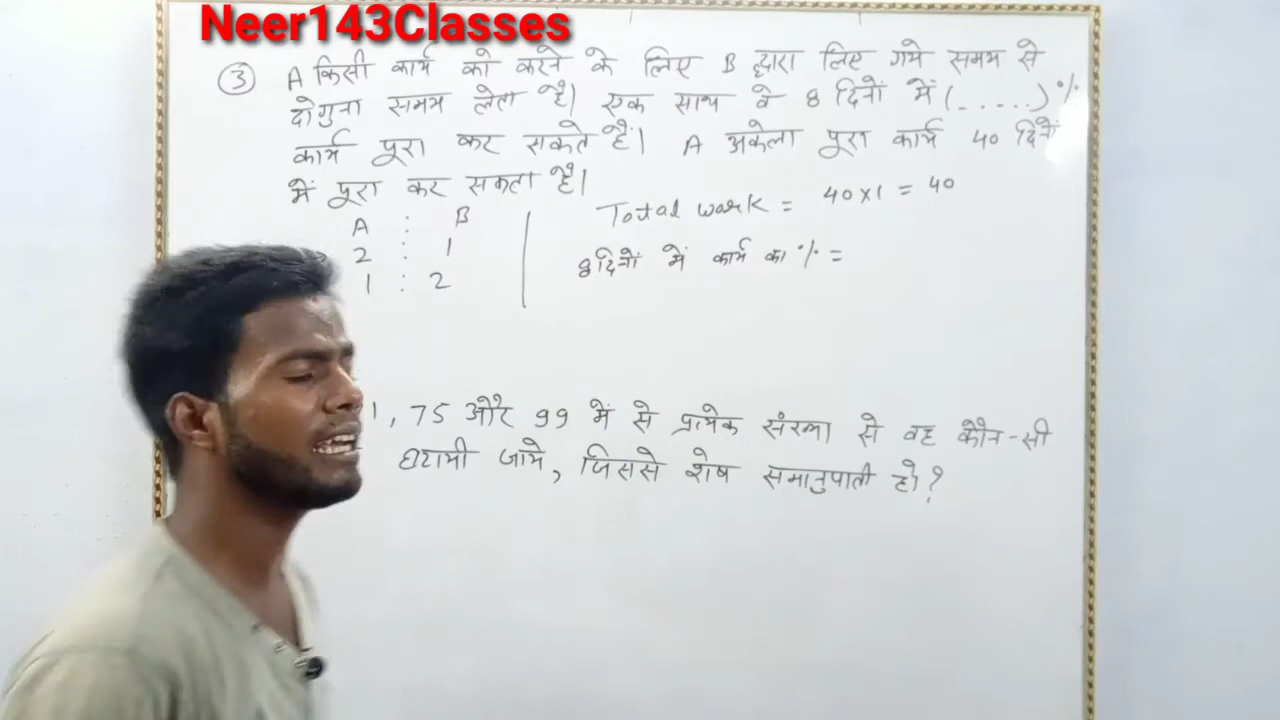 Neer143Classes
③ A किसी कार्य को करने के लिए B द्वारा लिए गये समय से
दोगुना समय लेता है। एक साथ वे 8 दिनों में (.....)%
कार्य पूरा कर सकते हैं। A अकेला पूरा कार्य 40 दिनों
में पूरा कर सकता है।
A : B
2 : 1
1 : 2
Total work = 40×1 = 40
8 दिनों में कार्य का % =
1, 75 और 99 में से प्रत्येक संख्या से वह कौन-सी
घटायी जाये, जिससे शेष समानुपाती हो?